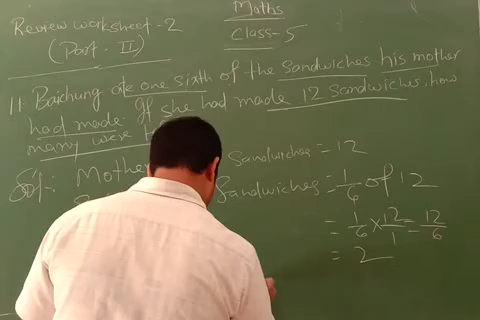 Maths
Review worksheet-2
Class-5
(Part-II)
11. Baichung ate one sixth of the sandwiches his mother
had made. If she had made 12 sandwiches, how
many were
Sol": Mother Sandwiches = 12
Sandwiches = 1/6 of 12
= 1/6 × 12/1 = 12/6
= 2